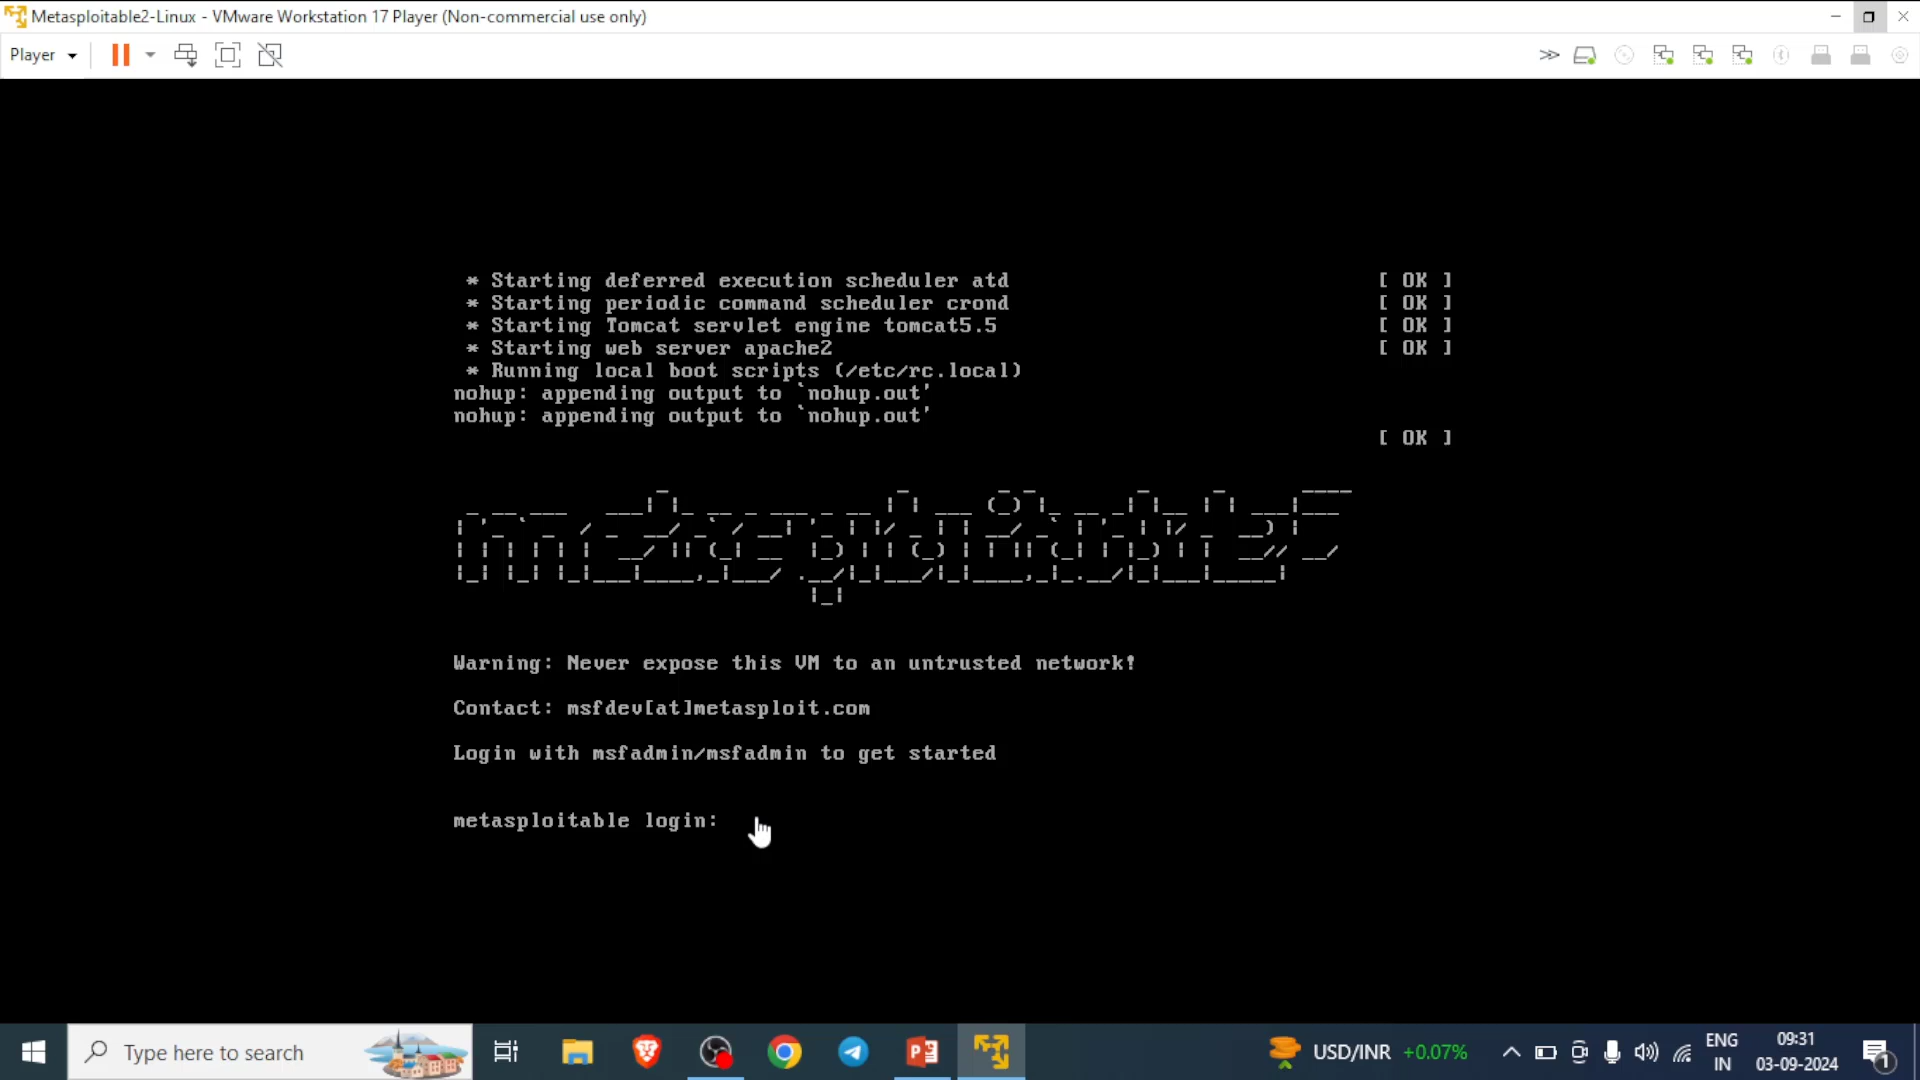 Metasploitable2-Linux - VMware Workstation 17 Player (Non-commercial use only)
Player
* Starting deferred execution scheduler atd [ OK ]
* Starting periodic command scheduler crond [ OK ]
* Starting Tomcat servlet engine tomcat5.5 [ OK ]
* Starting web server apache2 [ OK ]
* Running local boot scripts (/etc/rc.local)
nohup: appending output to `nohup.out'
nohup: appending output to `nohup.out'
[ OK ]
metasploitable2
Warning: Never expose this VM to an untrusted network!
Contact: msfdev[at]metasploit.com
Login with msfadmin/msfadmin to get started
metasploitable login:
Type here to search
USD/INR +0.07%
ENG
IN
09:31
03-09-2024
1